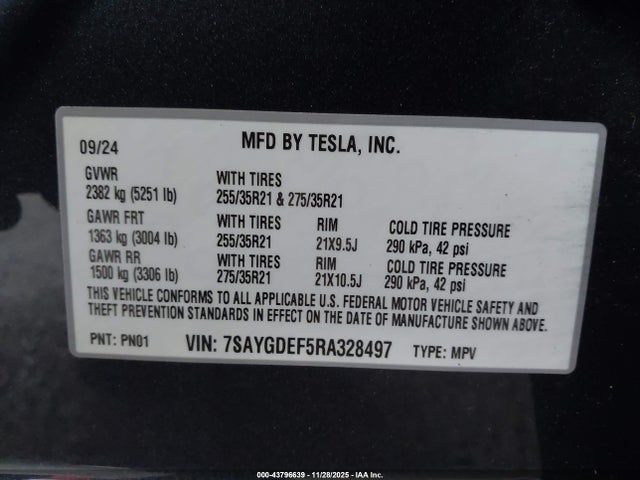 09/24 MFD BY TESLA, INC.
GVWR WITH TIRES
2382 kg (5251 lb) 255/35R21 & 275/35R21
GAWR FRT WITH TIRES RIM COLD TIRE PRESSURE
1363 kg (3004 lb) 255/35R21 21X9.5J 290 kPa, 42 psi
GAWR RR WITH TIRES RIM COLD TIRE PRESSURE
1500 kg (3306 lb) 275/35R21 21X10.5J 290 kPa, 42 psi
THIS VEHICLE CONFORMS TO ALL APPLICABLE U.S. FEDERAL MOTOR VEHICLE SAFETY AND
THEFT PREVENTION STANDARDS IN EFFECT ON THE DATE OF MANUFACTURE SHOWN ABOVE.
PNT: PN01 VIN: 7SAYGDEF5RA328497 TYPE: MPV
000-43796639 - 11/28/2025 - IAA Inc.